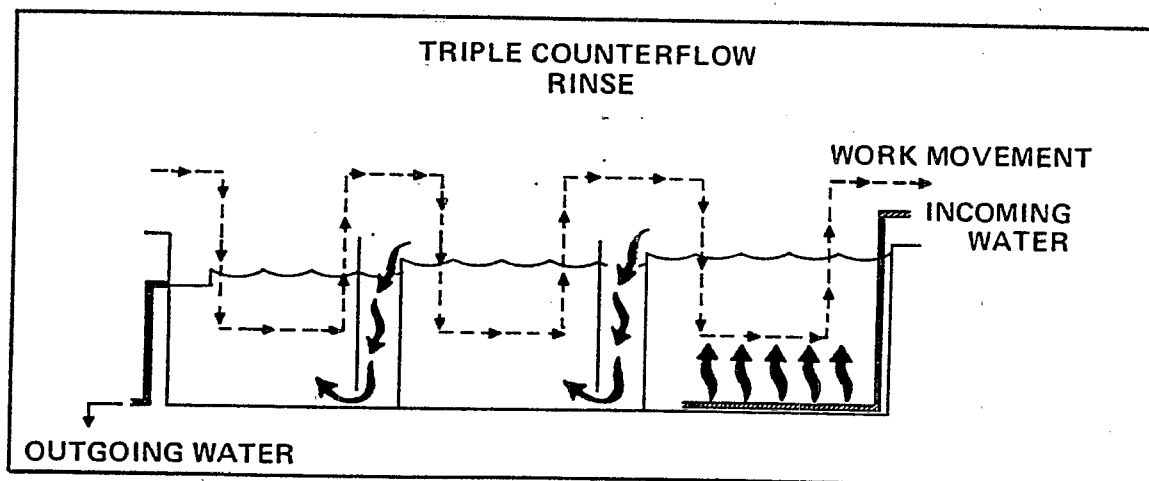 TRIPLE COUNTERFLOW
RINSE
WORK MOVEMENT
INCOMING
WATER
OUTGOING WATER